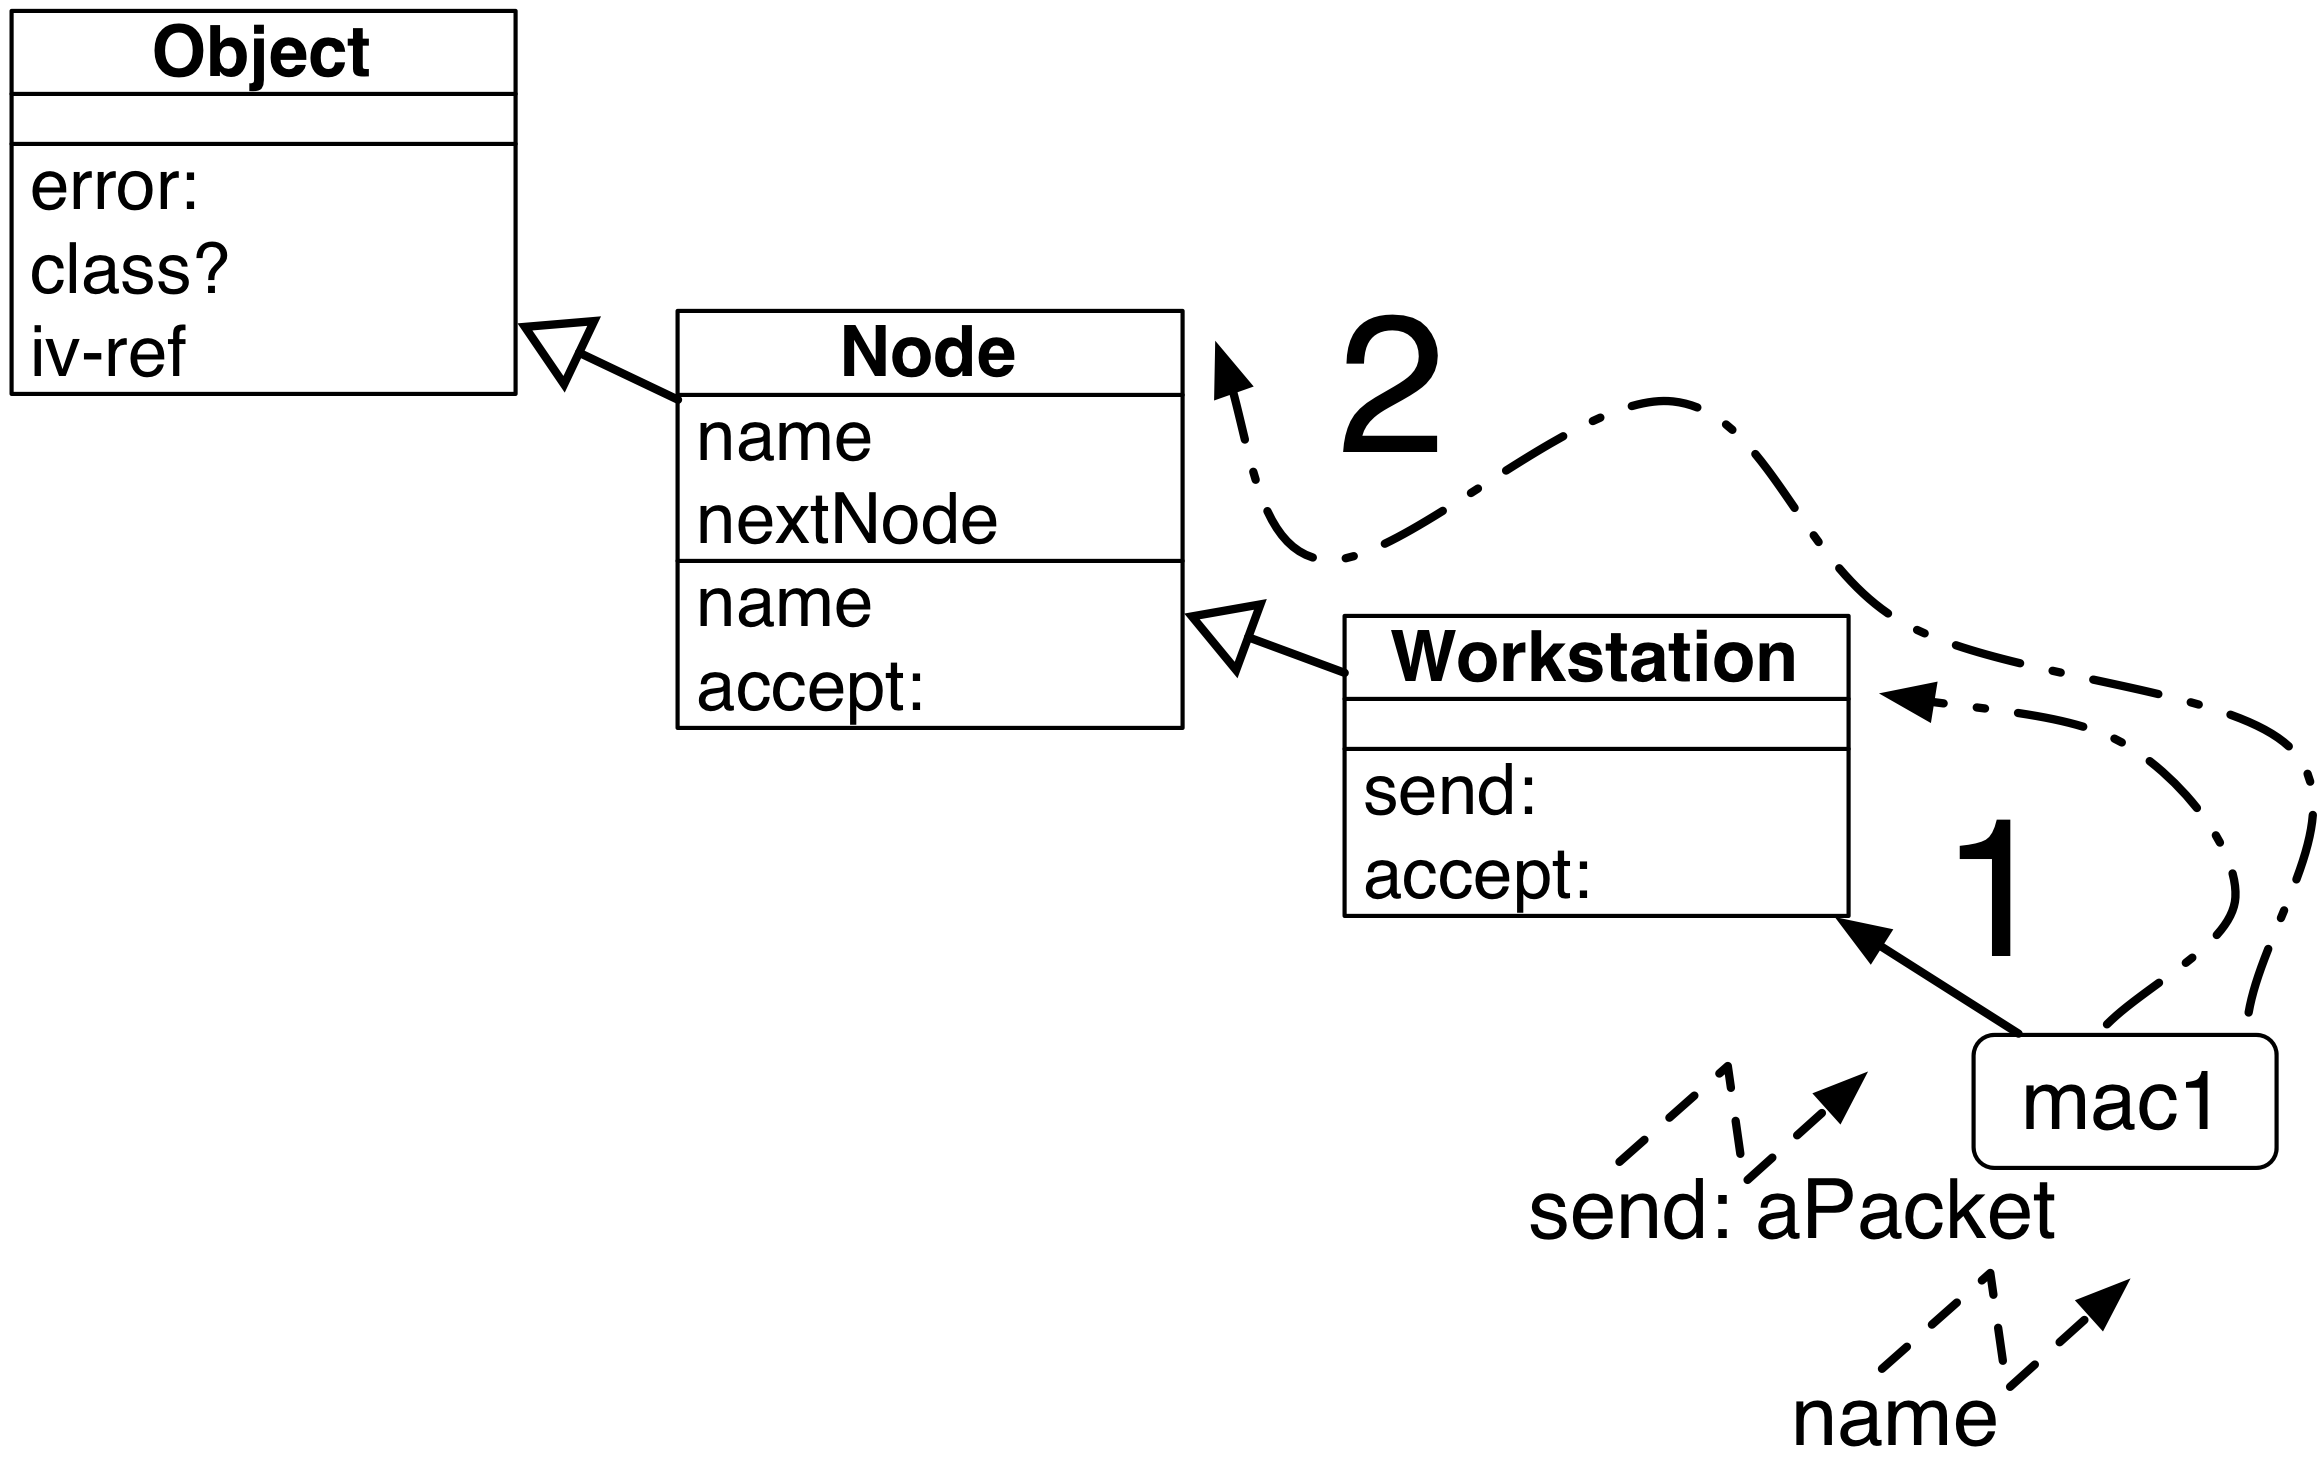 Object
error:
class?
iv-ref
Node
name
nextNode
name
accept:
2
Workstation
send:
accept:
1
mac1
send: aPacket
name